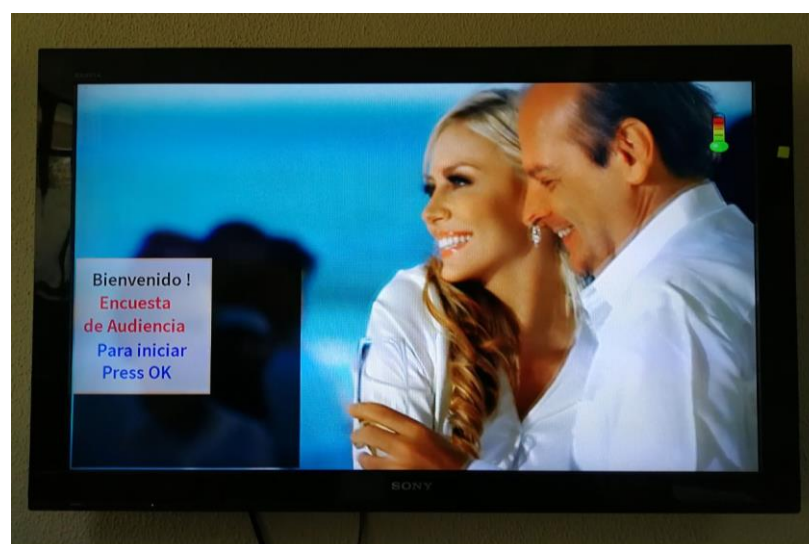 Bienvenido !
Encuesta
de Audiencia
Para iniciar
Press OK
SONY